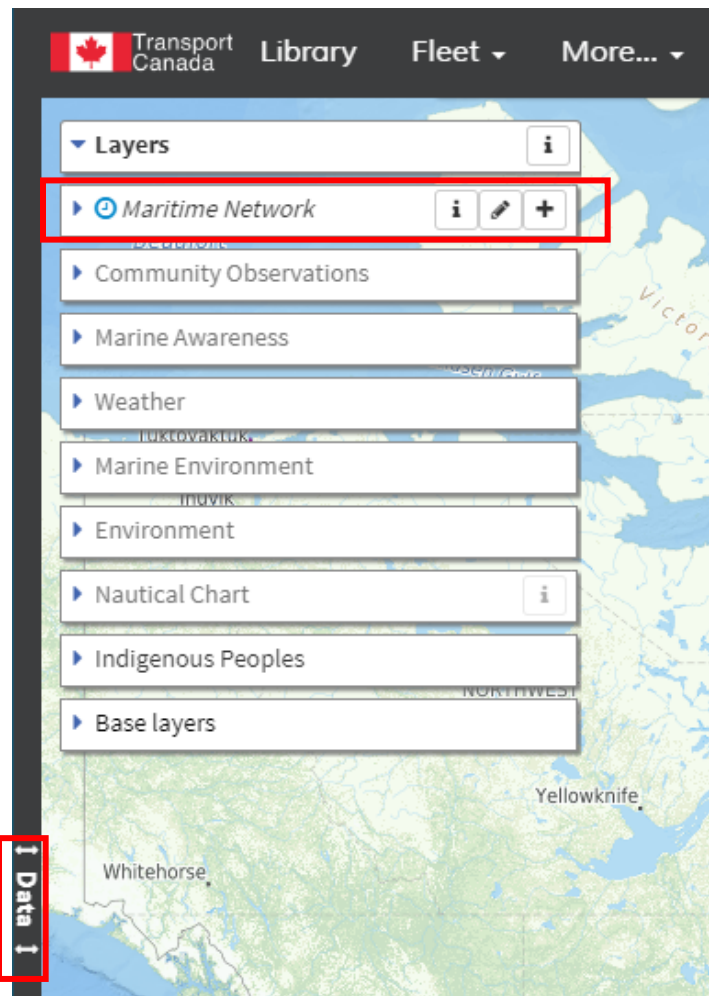 Transport
Canada
Library
Fleet
More...
Layers
i
Maritime Network
i
Community Observations
Victor
Marine Awareness
Weather
Tuktoyaktuk
Marine Environment
Inuvik
Environment
Nautical Chart
i
Indigenous Peoples
NORTHWEST
Base layers
Yellowknife
Whitehorse
Data